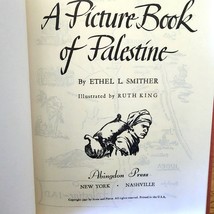 A Picture Book
of Palestine
By ETHEL L. SMITHER
Illustrated by RUTH KING
Abingdon Press
NEW YORK • NASHVILLE